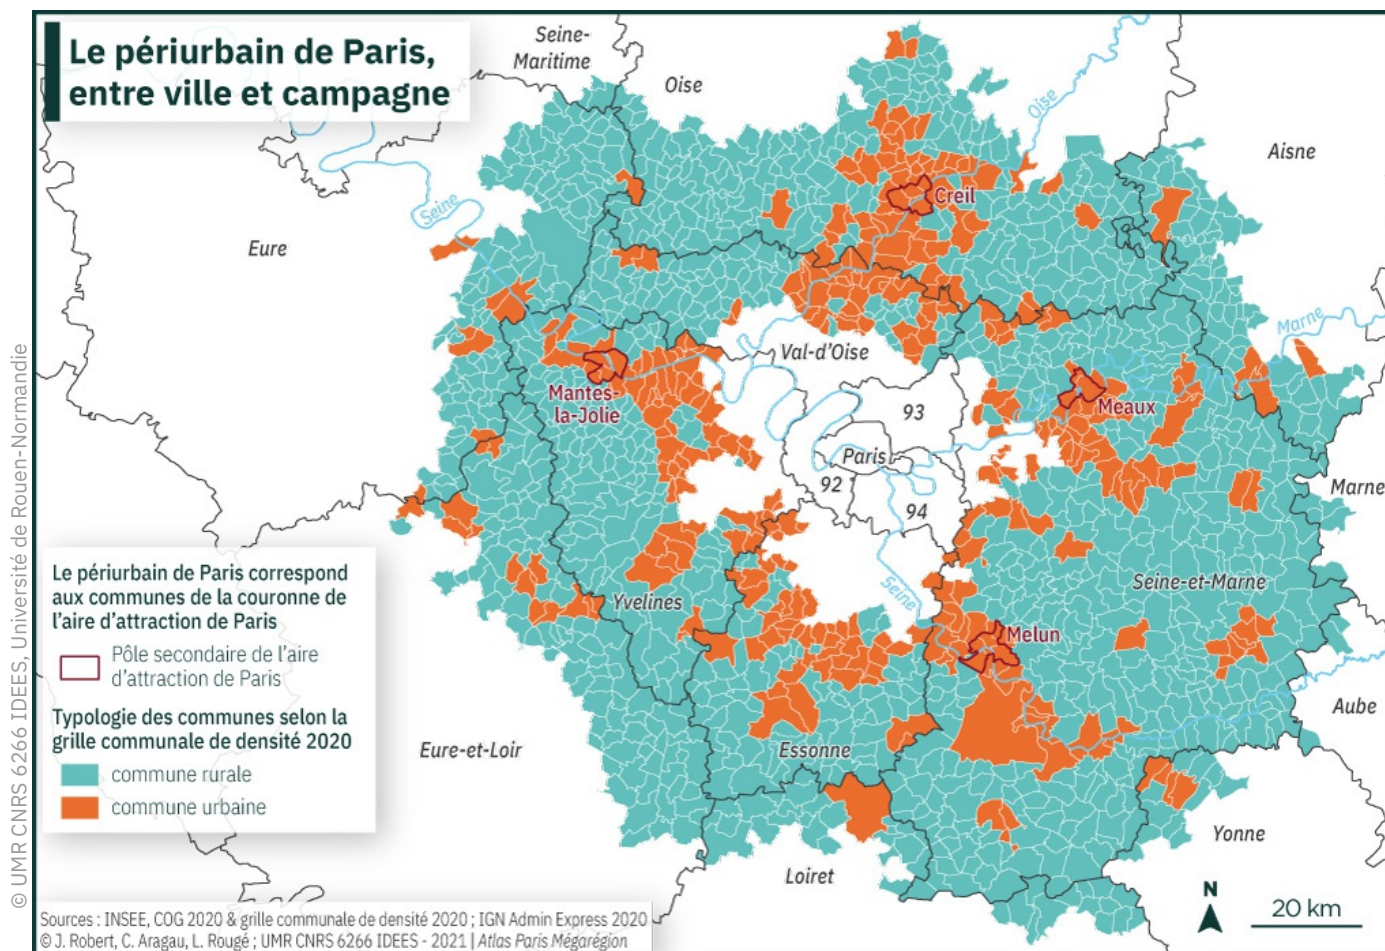 Le périurbain de Paris,
entre ville et campagne
Seine-
Maritime
Oise
Oise
Aisne
Seine
Eure
Creil
Marne
Val-d'Oise
Mantes-
la-Jolie
Meaux
93
Paris
92
94
Marne
Seine
Seine-et-Marne
Yvelines
Melun
Aube
Eure-et-Loir
Essonne
Yonne
Loiret
Le périurbain de Paris correspond
aux communes de la couronne de
l'aire d'attraction de Paris
Pôle secondaire de l'aire
d'attraction de Paris
Typologie des communes selon la
grille communale de densité 2020
commune rurale
commune urbaine
N
20 km
Sources : INSEE, COG 2020 & grille communale de densité 2020 ; IGN Admin Express 2020
© J. Robert, C. Aragau, L. Rougé ; UMR CNRS 6266 IDEES - 2021 | Atlas Paris Mégarégion
© UMR CNRS 6266 IDEES, Université de Rouen-Normandie